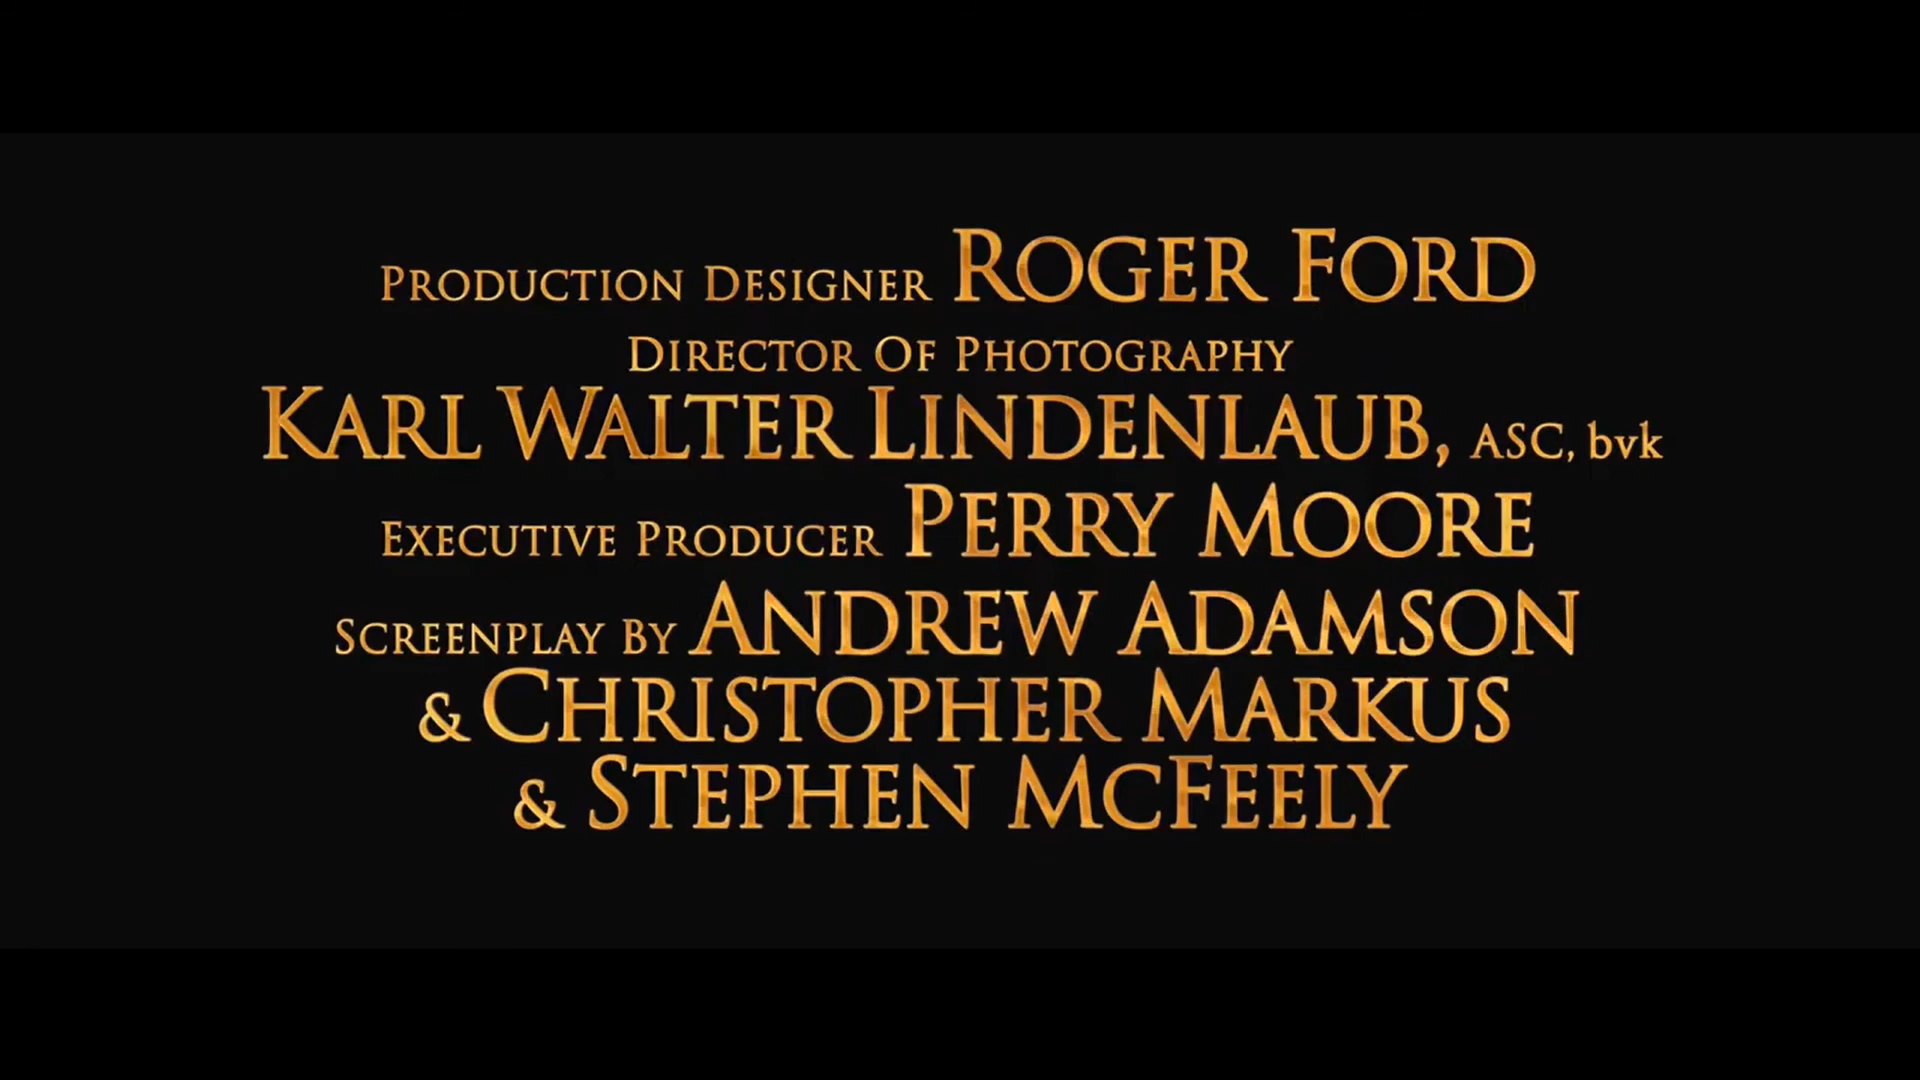 PRODUCTION DESIGNER ROGER FORD
DIRECTOR OF PHOTOGRAPHY
KARL WALTER LINDENLAUB, ASC, bvk
EXECUTIVE PRODUCER PERRY MOORE
SCREENPLAY BY ANDREW ADAMSON
& CHRISTOPHER MARKUS
& STEPHEN MCFEELY